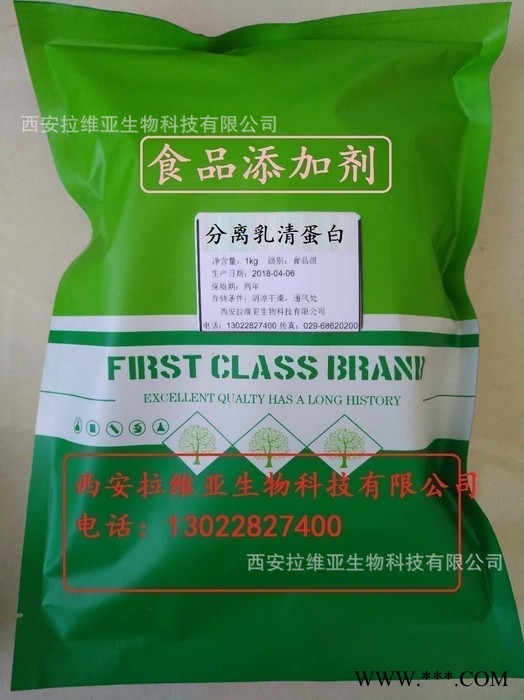 西安拉维亚生物科技有限公司
食品添加剂
分离乳清蛋白
净含量：1kg 级别：食品级
生产日期：2018-04-06
保质期：两年
存储条件：阴凉干燥，通风处
西安拉维亚生物科技有限公司
电话：13022827400 传真：029-68620200
FIRST CLASS BRAND
EXCELLENT QUALTY HAS A LONG HISTORY
西安拉维亚生物科技有限公司
电话：13022827400
西安拉维亚生物科技有限公司
WWW.***.COM